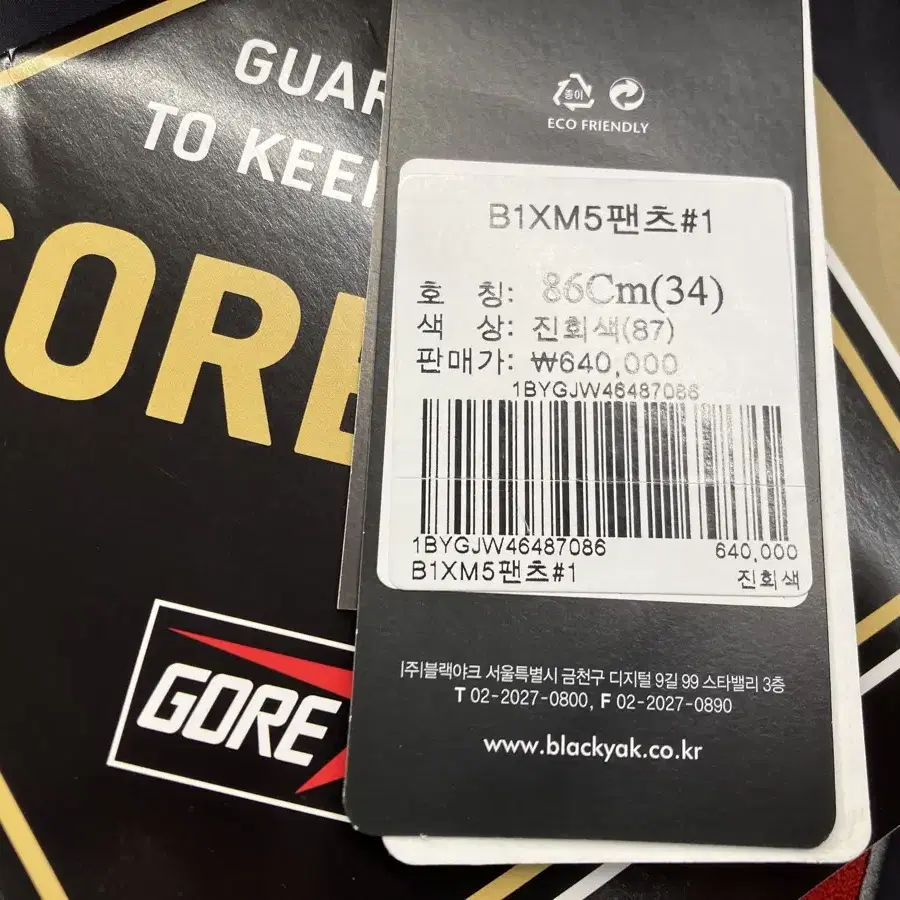 GUAR
TO KEEP
GORE
GORE
종이
ECO FRIENDLY
B1XM5팬츠#1
호 칭: 86Cm(34)
색 상: 진회색(87)
판매가: ₩640,000
1BYGJW46487086
1BYGJW46487086 640,000
B1XM5팬츠#1 진회색
(주)블랙야크 서울특별시 금천구 디지털 9길 99 스타밸리 3층
T 02-2027-0800, F 02-2027-0890
www.blackyak.co.kr